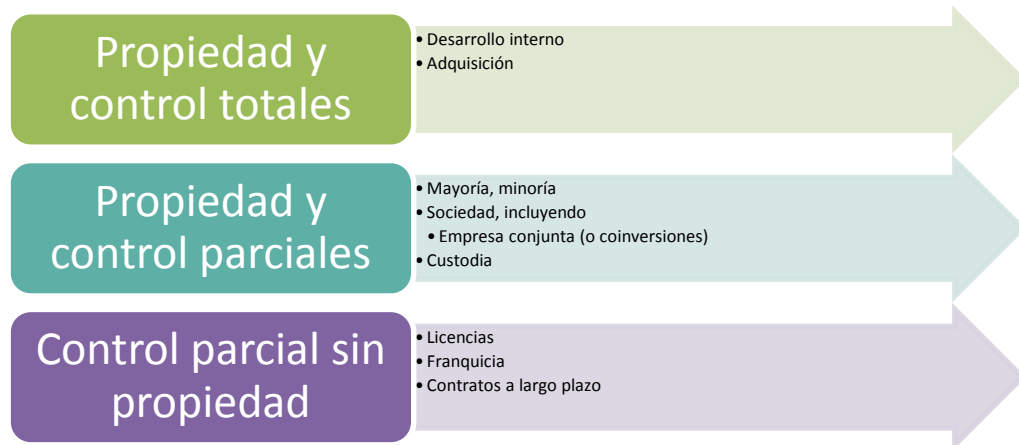 Propiedad y
control totales
• Desarrollo interno
• Adquisición
Propiedad y
control parciales
• Mayoría, minoría
• Sociedad, incluyendo
• Empresa conjunta (o coinversiones)
• Custodia
Control parcial sin
propiedad
• Licencias
• Franquicia
• Contratos a largo plazo